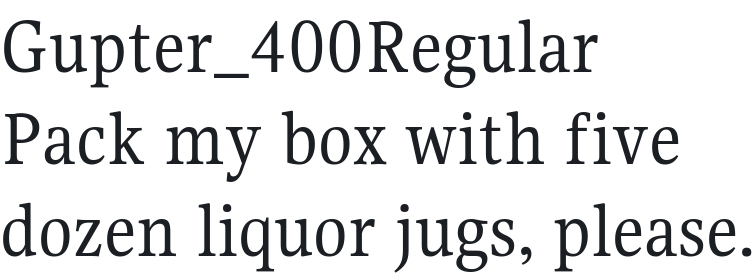 Gupter_400Regular
Pack my box with five
dozen liquor jugs, please.